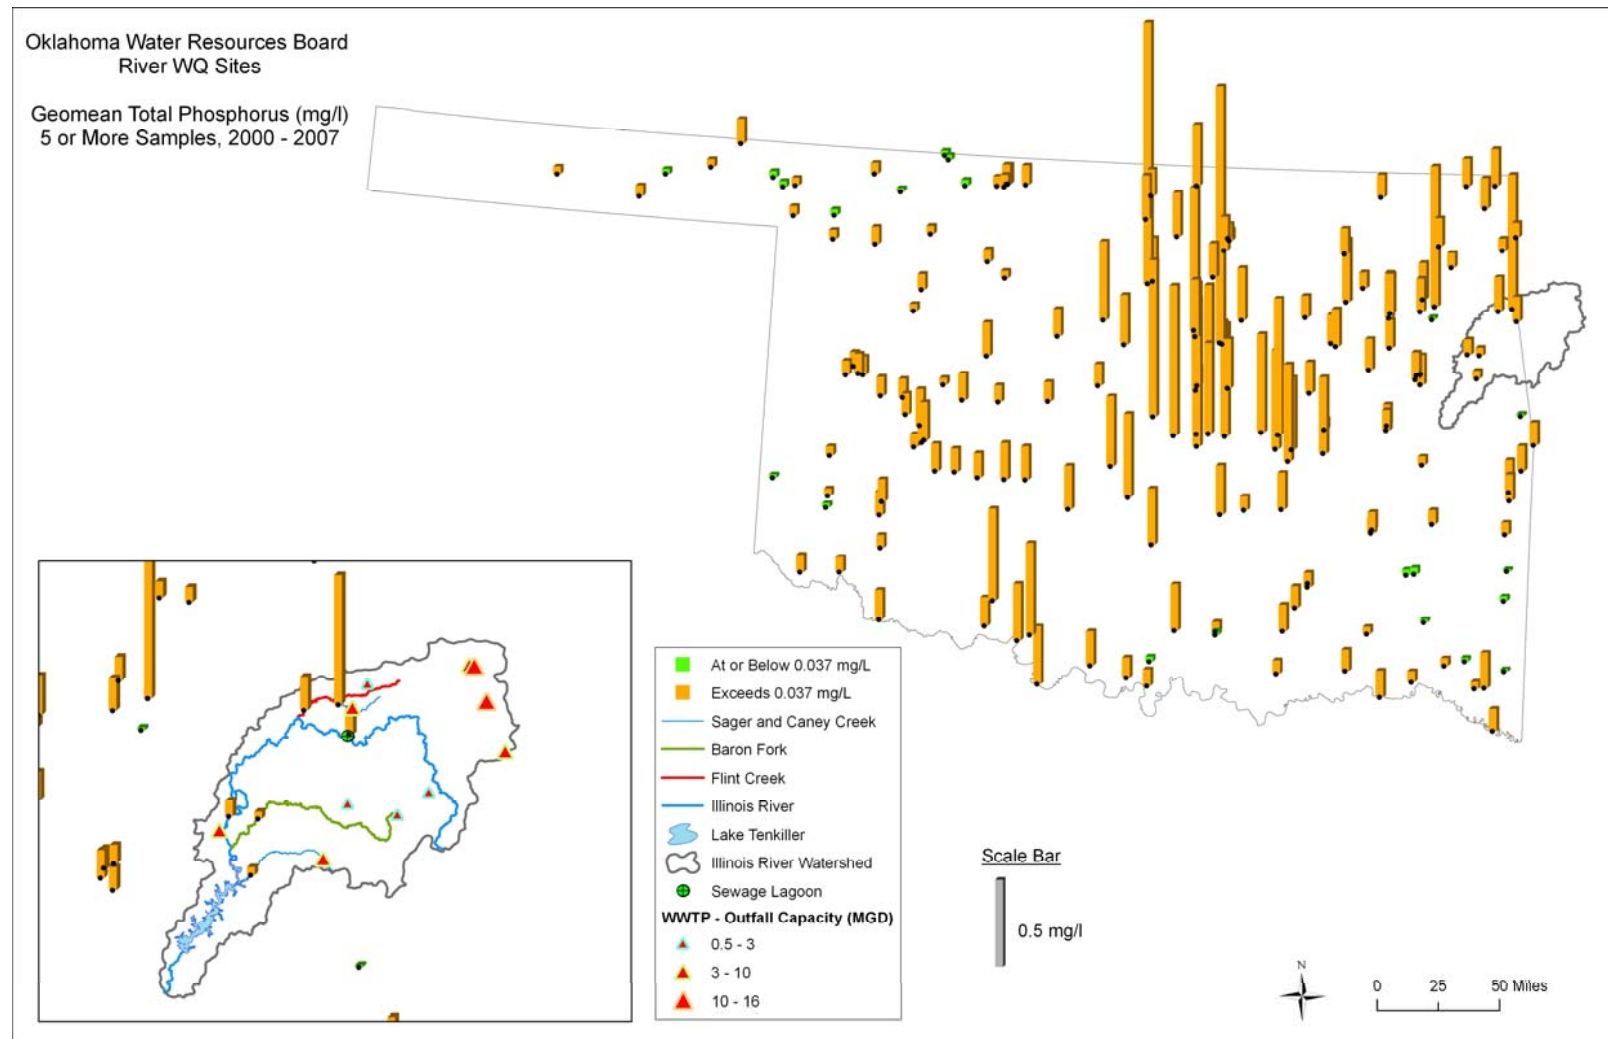 Oklahoma Water Resources Board
River WQ Sites
Geomean Total Phosphorus (mg/l)
5 or More Samples, 2000 - 2007
At or Below 0.037 mg/L
Exceeds 0.037 mg/L
Sager and Caney Creek
Baron Fork
Flint Creek
Illinois River
Lake Tenkiller
Illinois River Watershed
Sewage Lagoon
WWTP - Outfall Capacity (MGD)
0.5 - 3
3 - 10
10 - 16
Scale Bar
0.5 mg/l
N
0 25 50 Miles